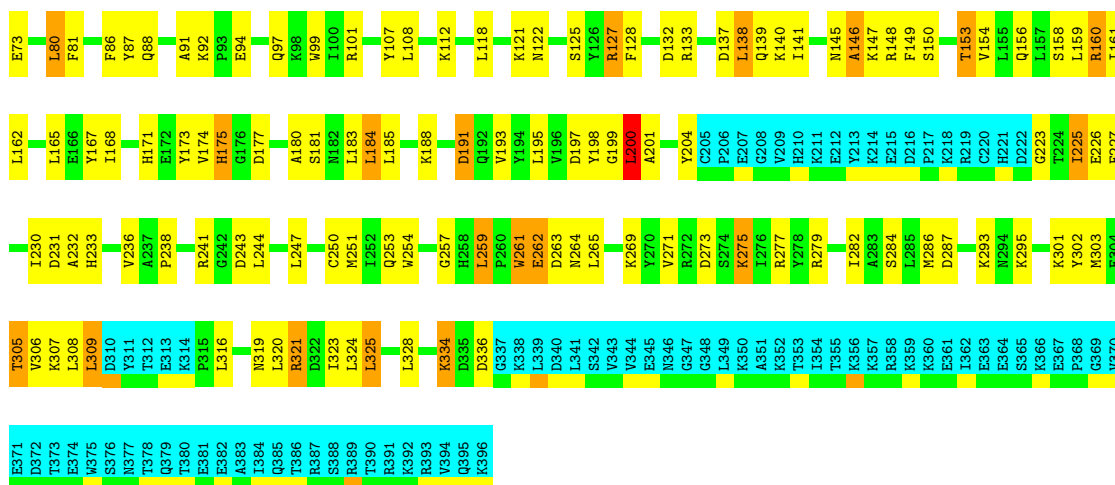 E73 L80 F81 F86 Y87 Q88 A91 K92 P93 E94 Q97 K98 W99 I100 R101 Y107 L108 K112 L118 K121 N122 S125 Y126 R127 F128 D132 R133 D137 L138 Q139 K140 I141 N145 A146 K147 R148 F149 S150 T153 V154 L155 Q156 L157 S158 L159 R160 I161
L162 L165 E166 Y167 I168 H171 E172 Y173 V174 H175 G176 D177 A180 S181 N182 L183 L184 L185 K188 D191 Q192 V193 Y194 L195 V196 D197 Y198 G199 L200 A201 Y204 C205 P206 E207 G208 V209 H210 K211 E212 Y213 K214 E215 D216 P217 K218 R219 C220 H221 D222 G223 T224 I225 E226
I230 D231 A232 H233 V236 A237 P238 R241 G242 D243 L244 L247 C250 M251 I252 Q253 W254 G257 H258 L259 P260 W261 E262 D263 N264 L265 K269 Y270 V271 R272 D273 S274 K275 I276 R277 Y278 R279 I282 A283 S284 L285 M286 D287 K293 N294 K295 K301 Y302 M303
T305 V306 K307 L308 L309 D310 Y311 T312 E313 K314 P315 L316 N319 L320 R321 D322 I323 L324 L325 L328 K334 D335 D336 G337 K338 L339 D340 L341 S342 V343 V344 E345 N346 G347 G348 L349 K350 A351 K352 T353 I354 T355 K356 K357 R358 K359 K360 E361 I362 E363 E364 S365 K366 E367 P368 G369 V370
E371 D372 T373 E374 W375 S376 N377 T378 Q379 T380 E381 E382 A383 I384 Q385 T386 R387 S388 R389 T390 R391 K392 R393 V394 Q395 K396